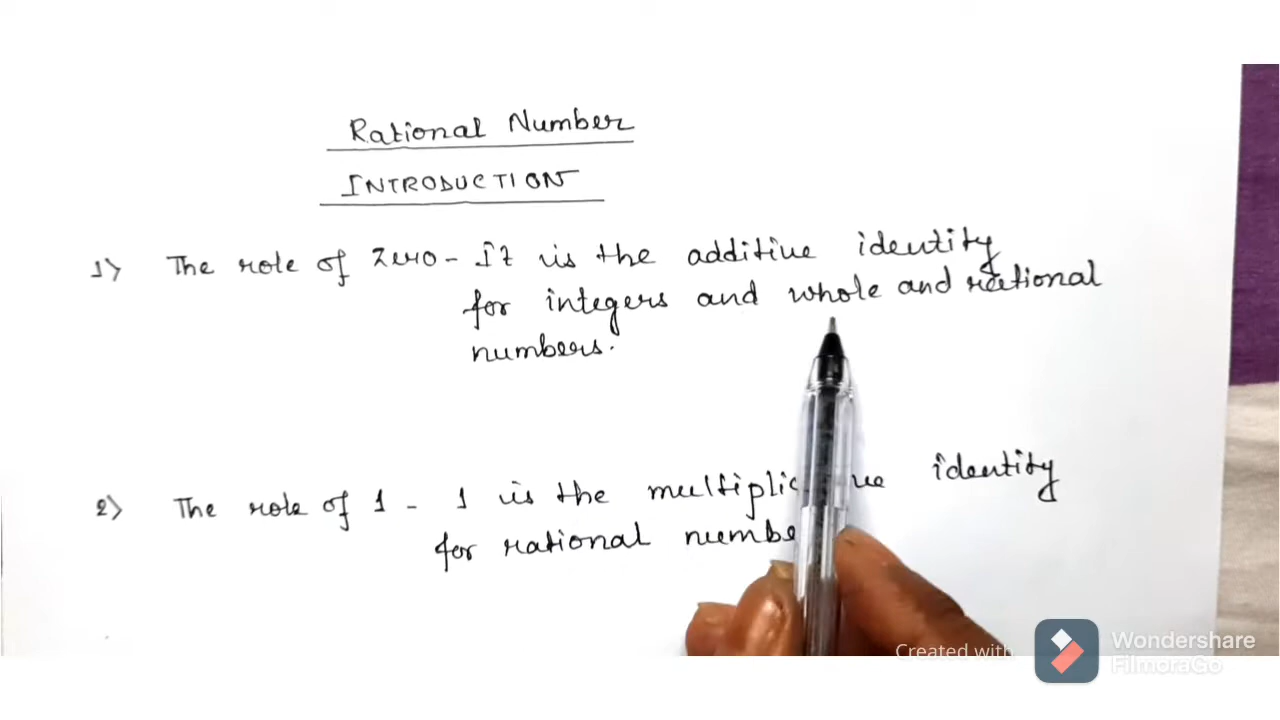 Rational Number
INTRODUCTION
1) The role of zero - It is the additive identity
for integers and whole and rational
numbers.
2) The role of 1 - 1 is the identity
for rational
Created with
Wondershare
FilmoraGo